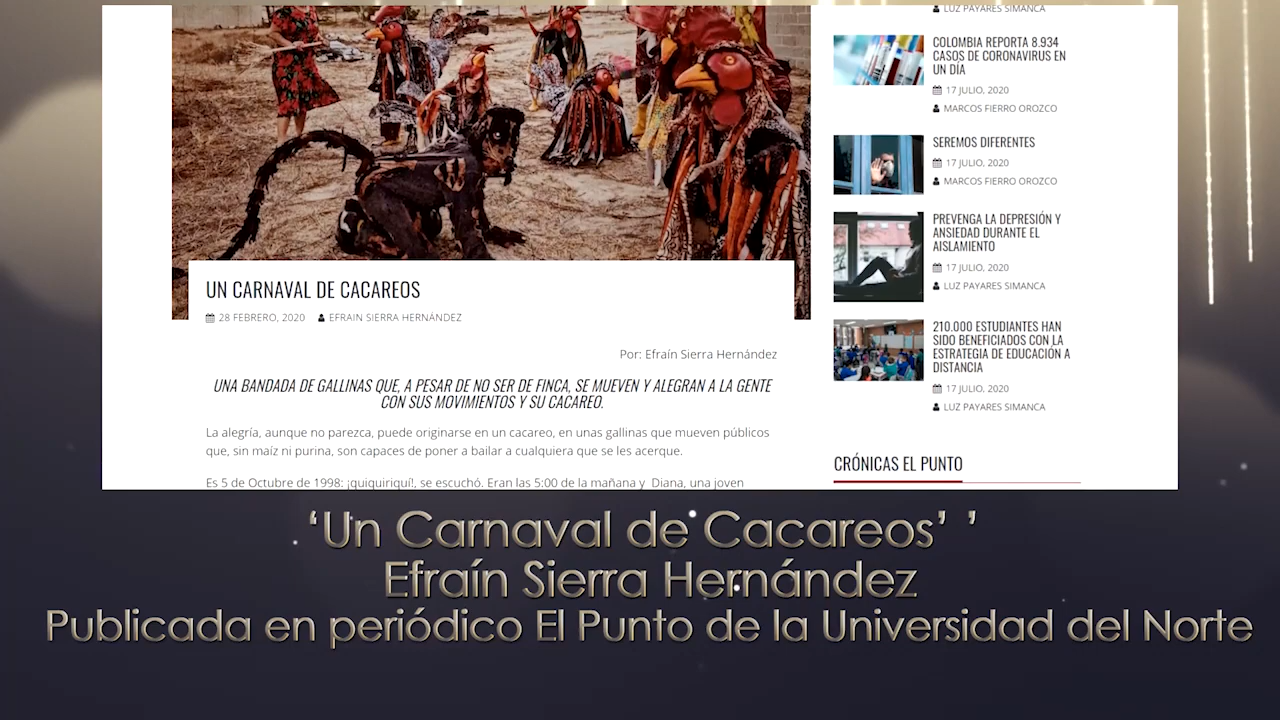 UN CARNAVAL DE CACAREOS
28 FEBRERO, 2020 EFRAIN SIERRA HERNÁNDEZ
Por: Efraín Sierra Hernández
UNA BANDADA DE GALLINAS QUE, A PESAR DE NO SER DE FINCA, SE MUEVEN Y ALEGRAN A LA GENTE
CON SUS MOVIMIENTOS Y SU CACAREO.
La alegría, aunque no parezca, puede originarse en un cacareo, en unas gallinas que mueven públicos
que, sin maíz ni purina, son capaces de poner a bailar a cualquiera que se les acerque.
Es 5 de Octubre de 1998: ¡quiquiriquí!, se escuchó. Eran las 5:00 de la mañana y Diana, una joven
LUZ PAYARES SIMANCA
COLOMBIA REPORTA 8.934
CASOS DE CORONAVIRUS EN
UN DÍA
17 JULIO, 2020
MARCOS FIERRO OROZCO
SEREMOS DIFERENTES
17 JULIO, 2020
MARCOS FIERRO OROZCO
PREVENGA LA DEPRESIÓN Y
ANSIEDAD DURANTE EL
AISLAMIENTO
17 JULIO, 2020
LUZ PAYARES SIMANCA
210.000 ESTUDIANTES HAN
SIDO BENEFICIADOS CON LA
ESTRATEGIA DE EDUCACIÓN A
DISTANCIA
17 JULIO, 2020
LUZ PAYARES SIMANCA
CRÓNICAS EL PUNTO
‘Un Carnaval de Cacareos’ ’
Efraín Sierra Hernández
Publicada en periódico El Punto de la Universidad del Norte